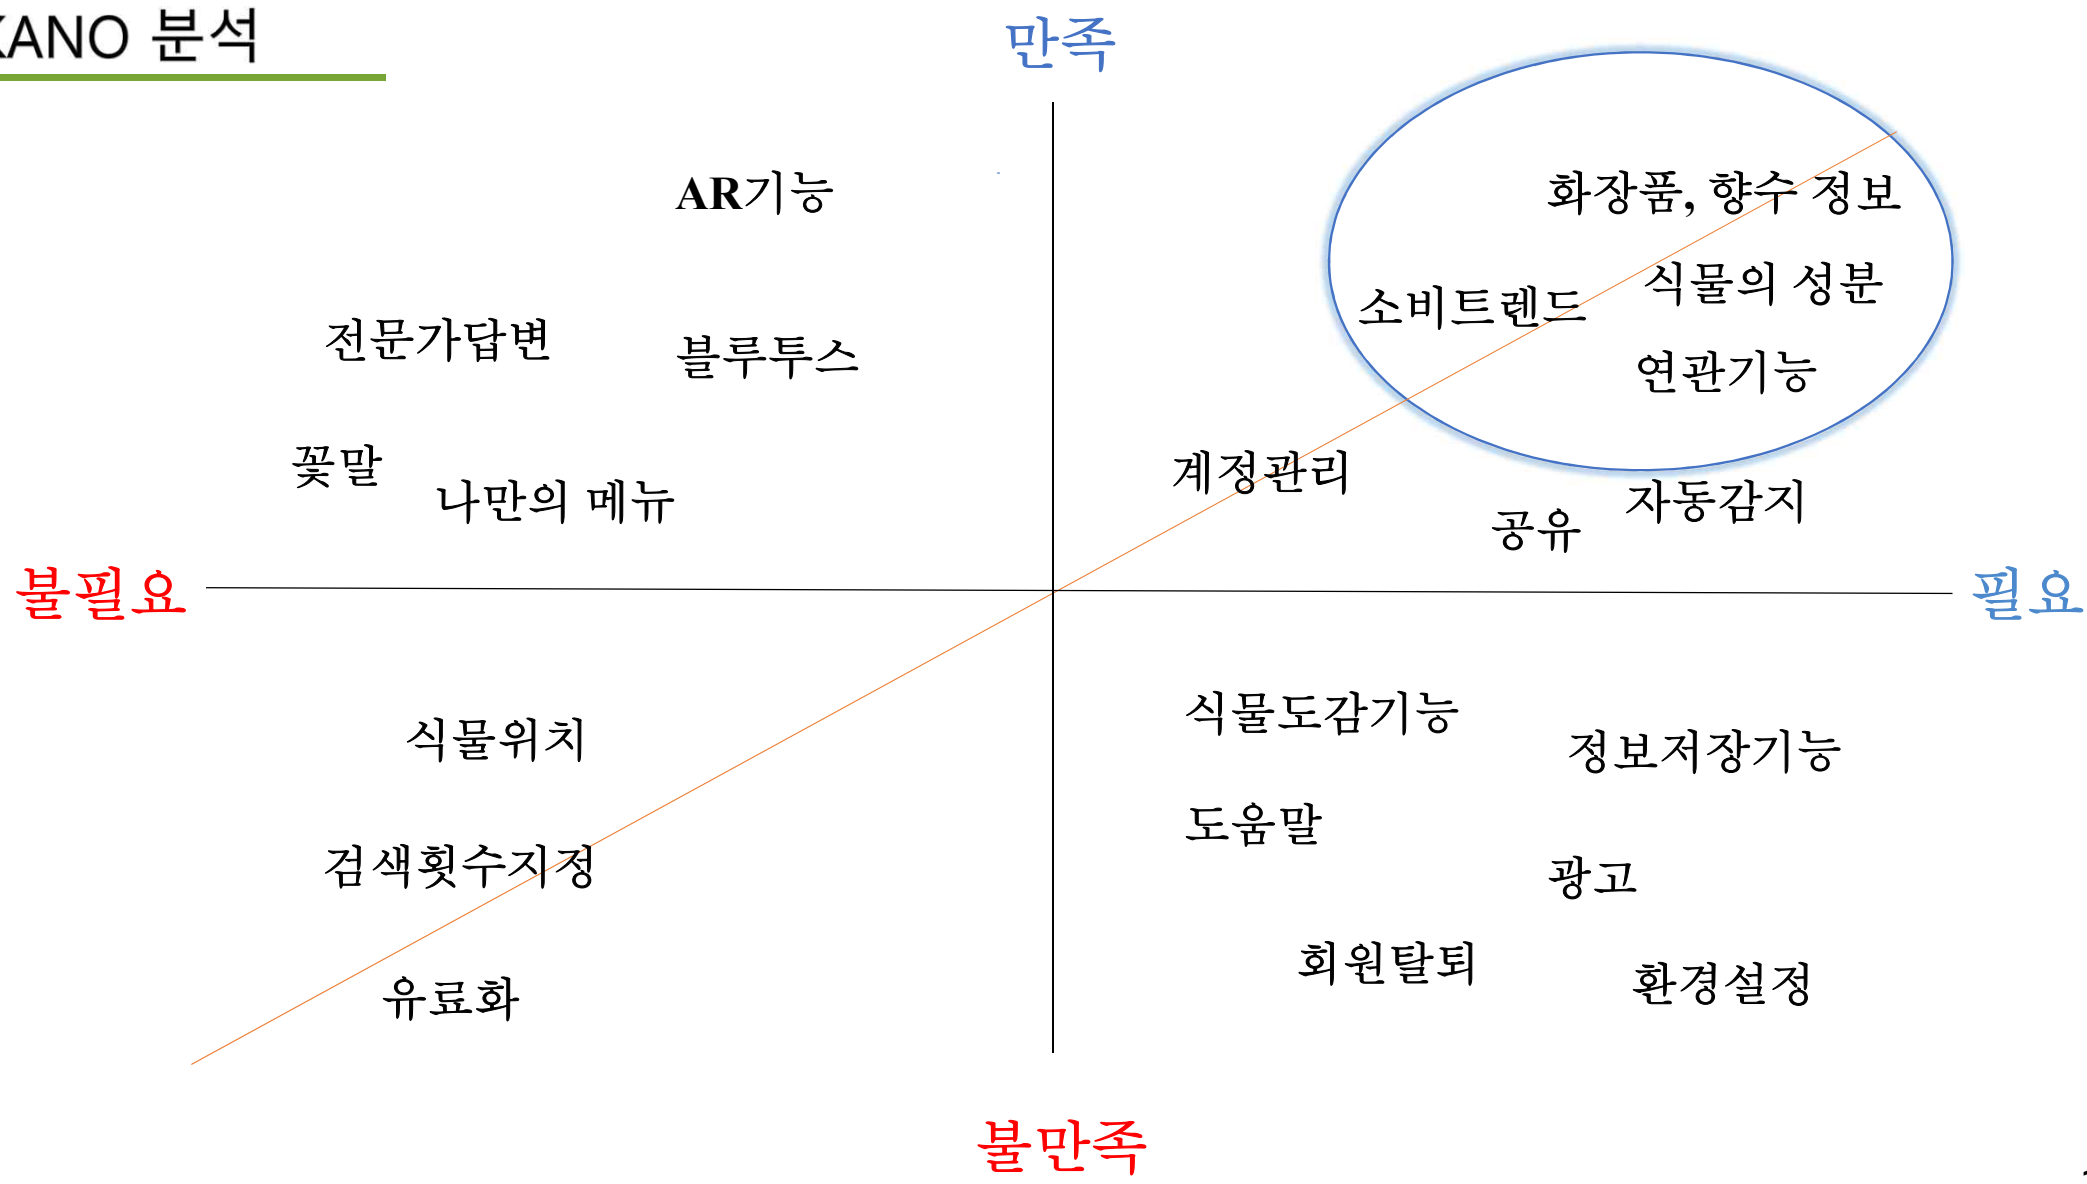 KANO 분석
만족
AR기능
화장품, 향수 정보
식물의 성분
소비트렌드
전문가답변
블루투스
연관기능
꽃말
나만의 메뉴
계정관리
자동감지
공유
불필요
필요
식물위치
식물도감기능
정보저장기능
도움말
검색횟수지정
광고
회원탈퇴
환경설정
유료화
불만족